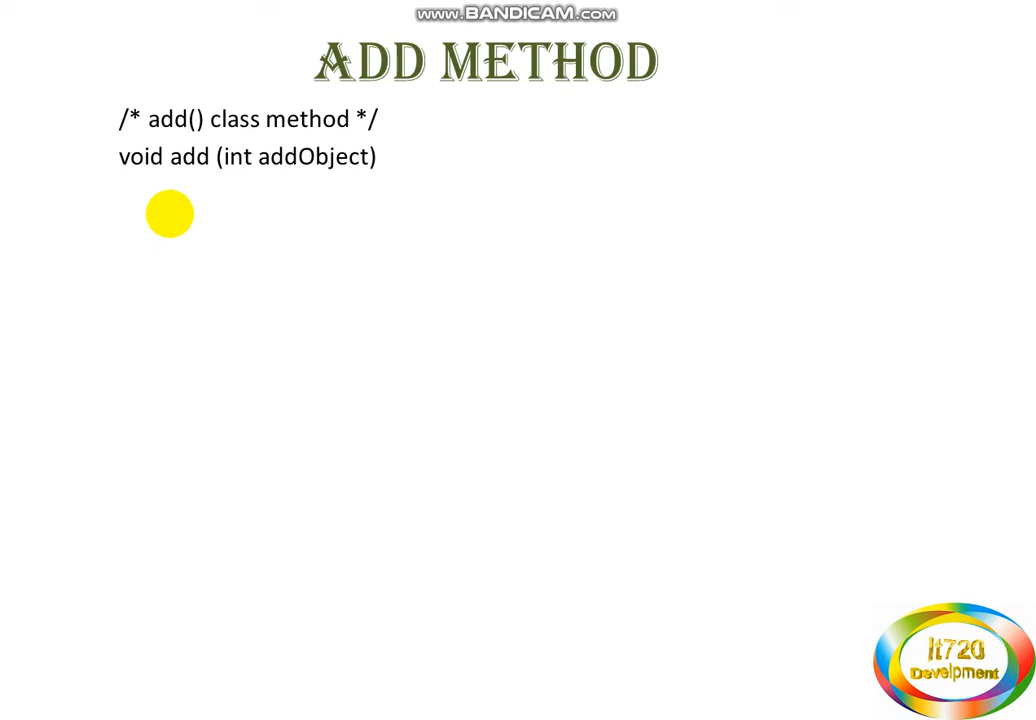 www.BANDICAM.com
ADD METHOD
/* add() class method */
void add (int addObject)
It720
Develpment